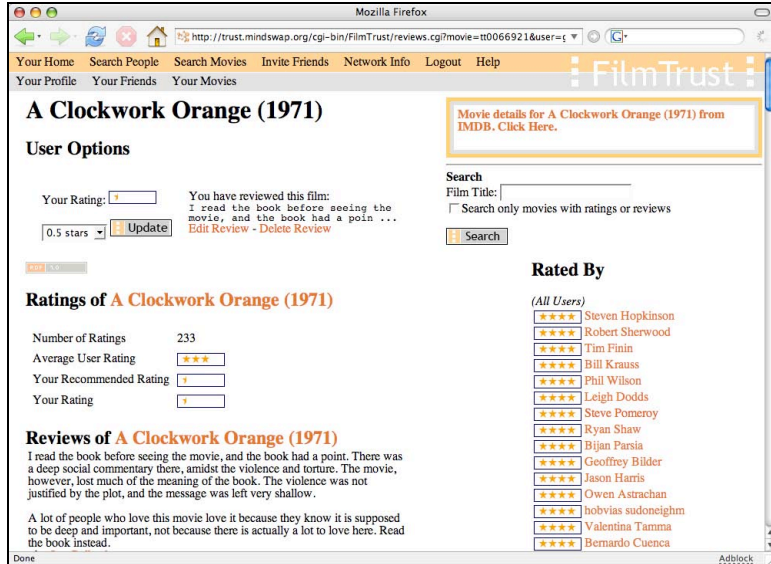 Mozilla Firefox
http://trust.mindswap.org/cgi-bin/FilmTrust/reviews.cgi?movie=tt0066921&user=g
G
Your Home Search People Search Movies Invite Friends Network Info Logout Help
FilmTrust
Your Profile Your Friends Your Movies
A Clockwork Orange (1971)
Movie details for A Clockwork Orange (1971) from
IMDB. Click Here.
User Options
Your Rating:
0.5 stars
Update
You have reviewed this film:
I read the book before seeing the
movie, and the book had a poin ...
Edit Review - Delete Review
Search
Film Title:
Search only movies with ratings or reviews
Search
Ratings of A Clockwork Orange (1971)
Number of Ratings 233
Average User Rating
Your Recommended Rating
Your Rating
Reviews of A Clockwork Orange (1971)
I read the book before seeing the movie, and the book had a point. There was
a deep social commentary there, amidst the violence and torture. The movie,
however, lost much of the meaning of the book. The violence was not
justified by the plot, and the message was left very shallow.
A lot of people who love this movie love it because they know it is supposed
to be deep and important, not because there is actually a lot to love here. Read
the book instead.
Rated By
(All Users)
Steven Hopkinson
Robert Sherwood
Tim Finin
Bill Krauss
Phil Wilson
Leigh Dodds
Steve Pomeroy
Ryan Shaw
Bijan Parsia
Geoffrey Bilder
Jason Harris
Owen Astrachan
hobvias sudoneighm
Valentina Tamma
Bernardo Cuenca
Done
Adblock